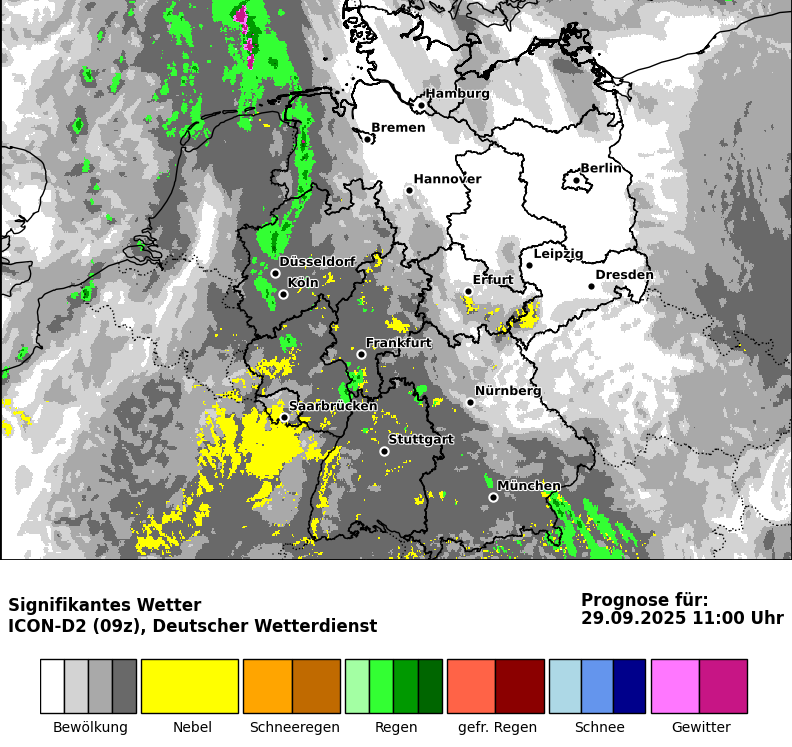 Hamburg
Bremen
Berlin
Hannover
Leipzig
Düsseldorf
Dresden
Köln
Erfurt
Frankfurt
Nürnberg
Saarbrücken
Stuttgart
München
Signifikantes Wetter
ICON-D2 (09z), Deutscher Wetterdienst
Prognose für:
29.09.2025 11:00 Uhr
Bewölkung
Nebel
Schneeregen
Regen
gefr. Regen
Schnee
Gewitter